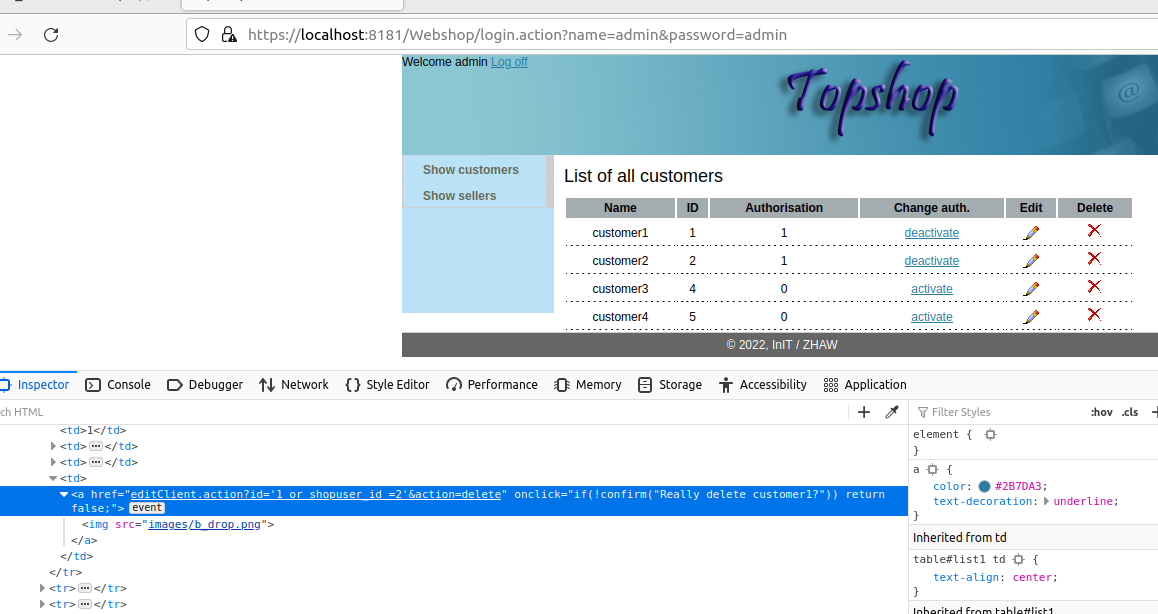 https://localhost:8181/Webshop/login.action?name=admin&password=admin
Welcome admin Log off
Topshop
@
Show customers
Show sellers
List of all customers
Name ID Authorisation Change auth. Edit Delete
customer1 1 1 deactivate
customer2 2 1 deactivate
customer3 4 0 activate
customer4 5 0 activate
© 2022, InIT / ZHAW
Inspector Console Debugger Network Style Editor Performance Memory Storage Accessibility Application
ch HTML
Filter Styles :hov .cls
<td>1</td>
<td>…</td>
<td>…</td>
<td>
<a href="editClient.action?id='1 or shopuser_id =2'&action=delete" onclick="if(!confirm("Really delete customer1?")) return
false;"> event
<img src="images/b_drop.png">
</a>
</td>
</tr>
<tr>…</tr>
<tr>…</tr>
element {
}
a {
color: #2B7DA3;
text-decoration: underline;
}
Inherited from td
table#list1 td {
text-align: center;
}
Inherited from table#list1